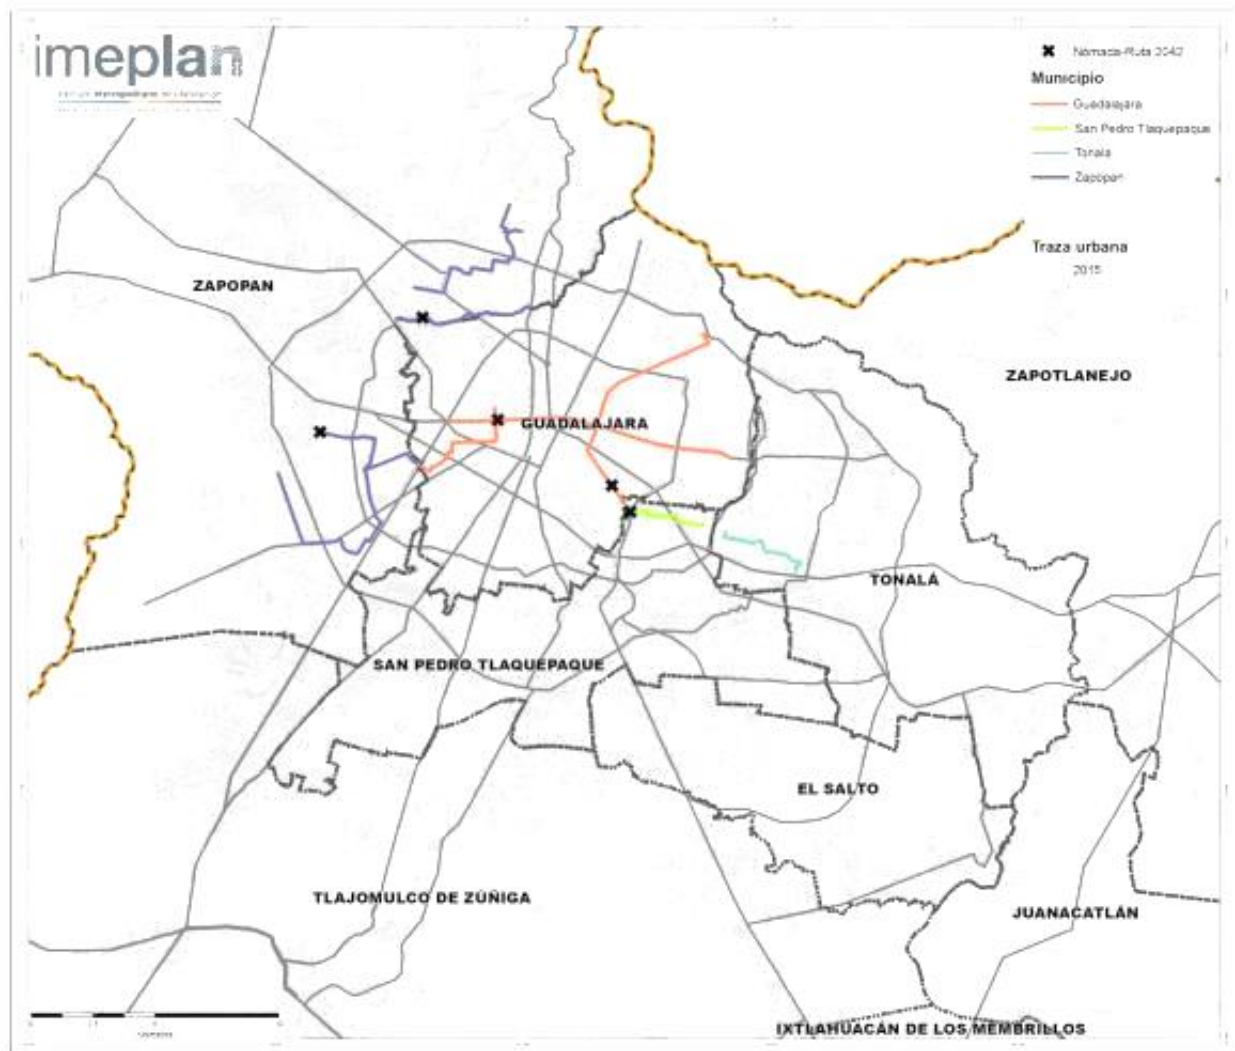 imeplan
Nómada-Ruta 2042
Municipio
Guadalajara
San Pedro Tlaquepaque
Tonalá
Zapopan
Traza urbana
2015
ZAPOPAN
ZAPOTLANEJO
GUADALAJARA
TONALÁ
SAN PEDRO TLAQUEPAQUE
EL SALTO
TLAJOMULCO DE ZÚÑIGA
JUANACATLÁN
IXTLAHUACÁN DE LOS MEMBRILLOS